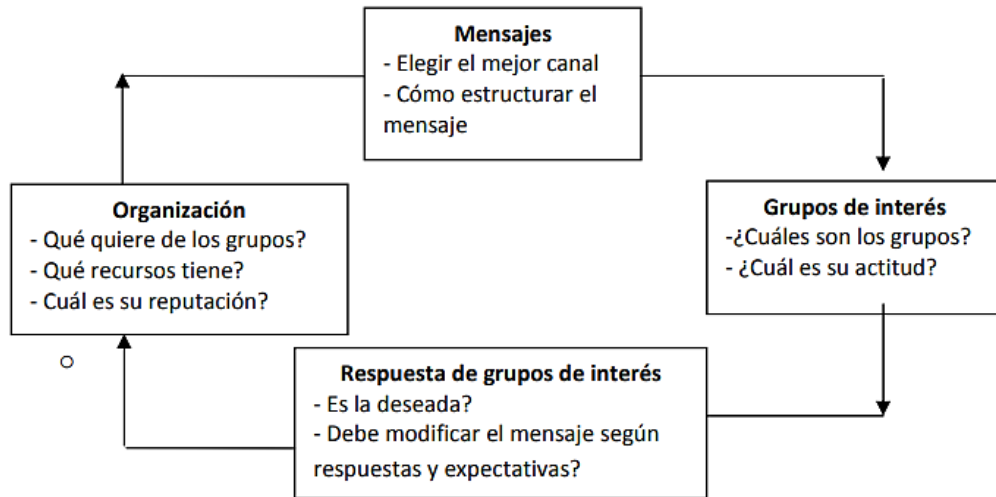 Mensajes
- Elegir el mejor canal
- Cómo estructurar el
mensaje
Organización
- Qué quiere de los grupos?
- Qué recursos tiene?
- Cuál es su reputación?
Grupos de interés
-¿Cuáles son los grupos?
- ¿Cuál es su actitud?
Respuesta de grupos de interés
- Es la deseada?
- Debe modificar el mensaje según
respuestas y expectativas?